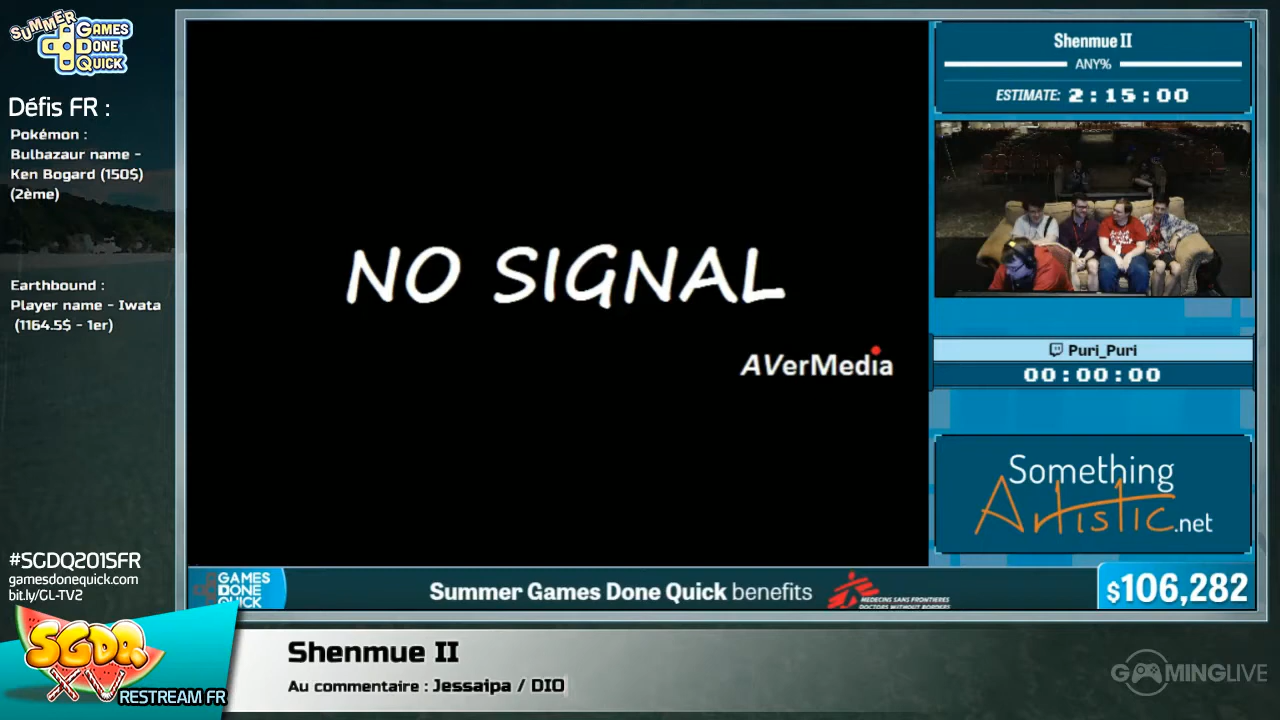 SUMMER
GAMES
DONE
QUICK
Défis FR :
Pokémon :
Bulbazaur name -
Ken Bogard (150$)
(2ème)
Earthbound :
Player name - Iwata
(1164.5$ - 1er)
#SGDQ2015FR
gamesdonequick.com
bit.ly/GL-TV2
SGDQ
XV
RESTREAM FR
NO SIGNAL
AVerMedia
Shenmue II
ANY%
ESTIMATE: 2:15:00
Puri_Puri
00:00:00
Something
Artistic.net
GAMES
DONE
QUICK
Summer Games Done Quick benefits
MEDECINS SANS FRONTIERES
DOCTORS WITHOUT BORDERS
$106,282
Shenmue II
Au commentaire : Jessaipa / DIO
GAMINGLIVE